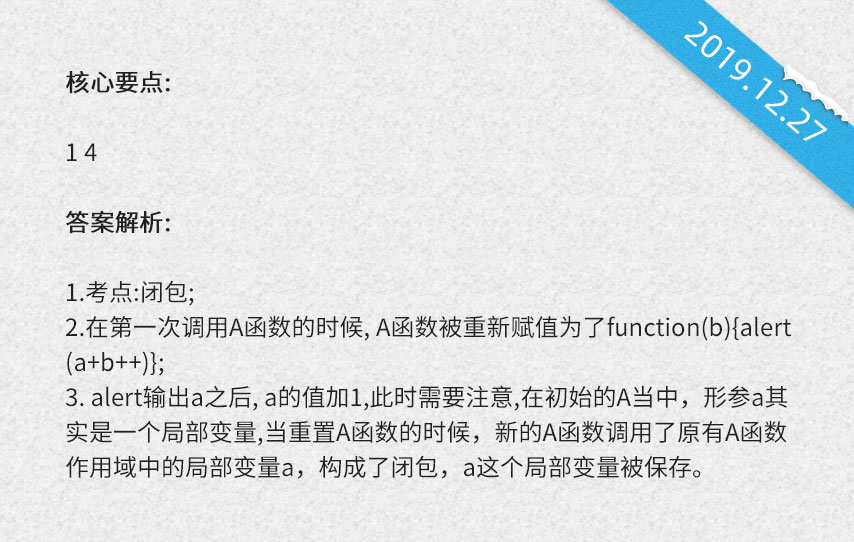 2019.12.27
核心要点:
1 4
答案解析:
1.考点:闭包;
2.在第一次调用A函数的时候, A函数被重新赋值为了function(b){alert
(a+b++)};
3. alert输出a之后, a的值加1,此时需要注意,在初始的A当中，形参a其
实是一个局部变量,当重置A函数的时候，新的A函数调用了原有A函数
作用域中的局部变量a，构成了闭包，a这个局部变量被保存。